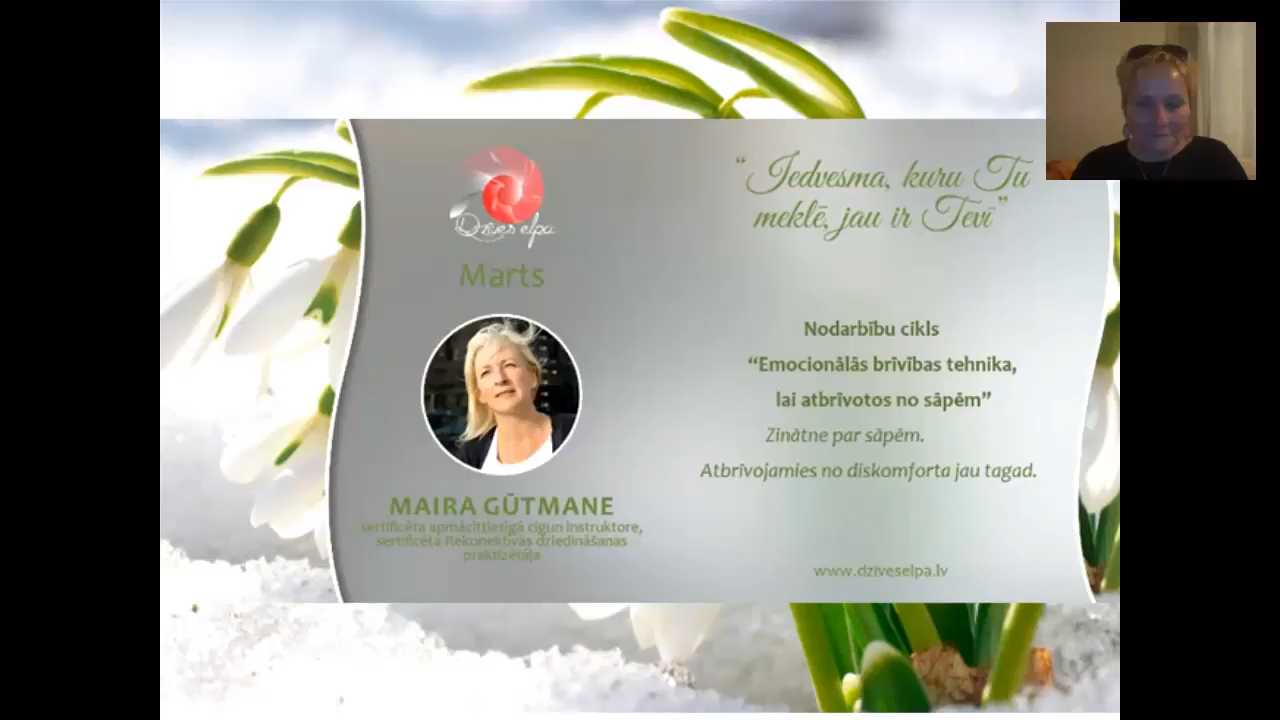 Dzīves elpa
Marts
MAIRA GŪTMANE
sertificēta apmācīttiesīgā cigun instruktore,
sertificēta Rekonektīvās dziedināšanas
praktizētāja
“Iedvesma, kuru Tu
meklē, jau ir Tevī”
Nodarbību cikls
“Emocionālās brīvības tehnika,
lai atbrīvotos no sāpēm”
Zinātne par sāpēm.
Atbrīvojamies no diskomforta jau tagad.
www.dziveselpa.lv